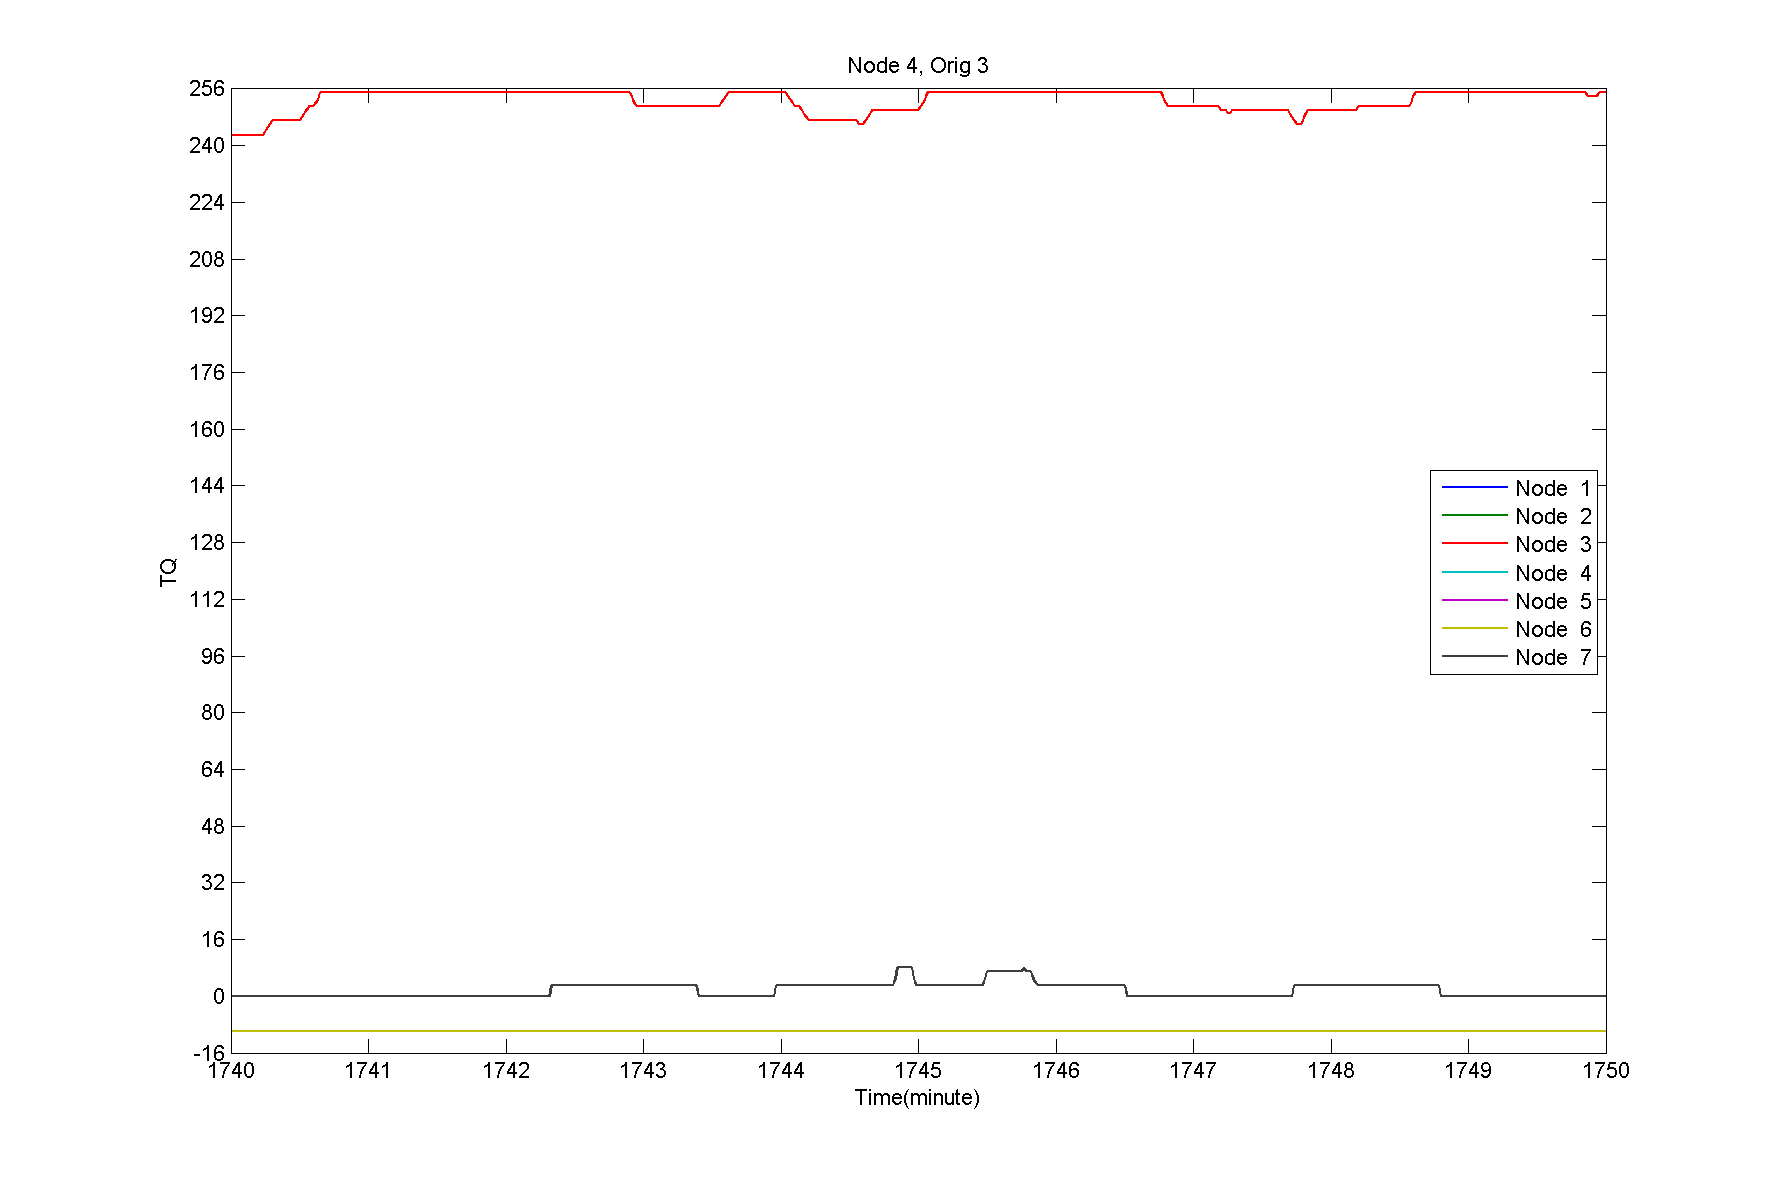 Node 4, Orig 3
256
240
224
208
192
176
160
144
128
112
96
80
64
48
32
16
0
-16
TQ
Node 1
Node 2
Node 3
Node 4
Node 5
Node 6
Node 7
1740 1741 1742 1743 1744 1745 1746 1747 1748 1749 1750
Time(minute)